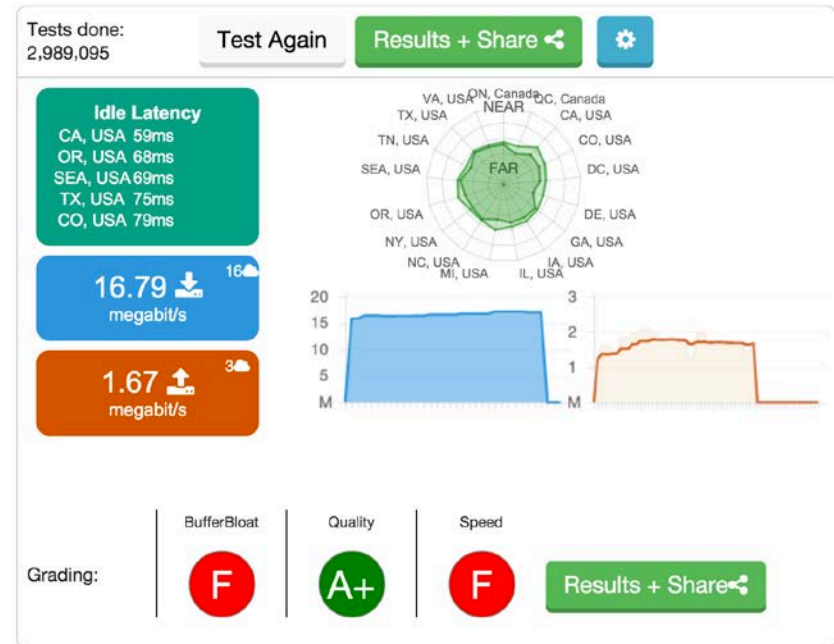 Tests done:
2,989,095
Test Again
Results + Share
Idle Latency
CA, USA 59ms
OR, USA 68ms
SEA, USA 69ms
TX, USA 75ms
CO, USA 79ms
16
16.79
megabit/s
3
1.67
megabit/s
ON, Canada
VA, USA
NEAR
QC, Canada
TX, USA
CA, USA
TN, USA
CO, USA
SEA, USA
FAR
DC, USA
OR, USA
DE, USA
NY, USA
GA, USA
NC, USA
IA, USA
MI, USA
IL, USA
20
15
10
5
M
3
2
1
M
BufferBloat
Quality
Speed
Grading:
F
A+
F
Results + Share